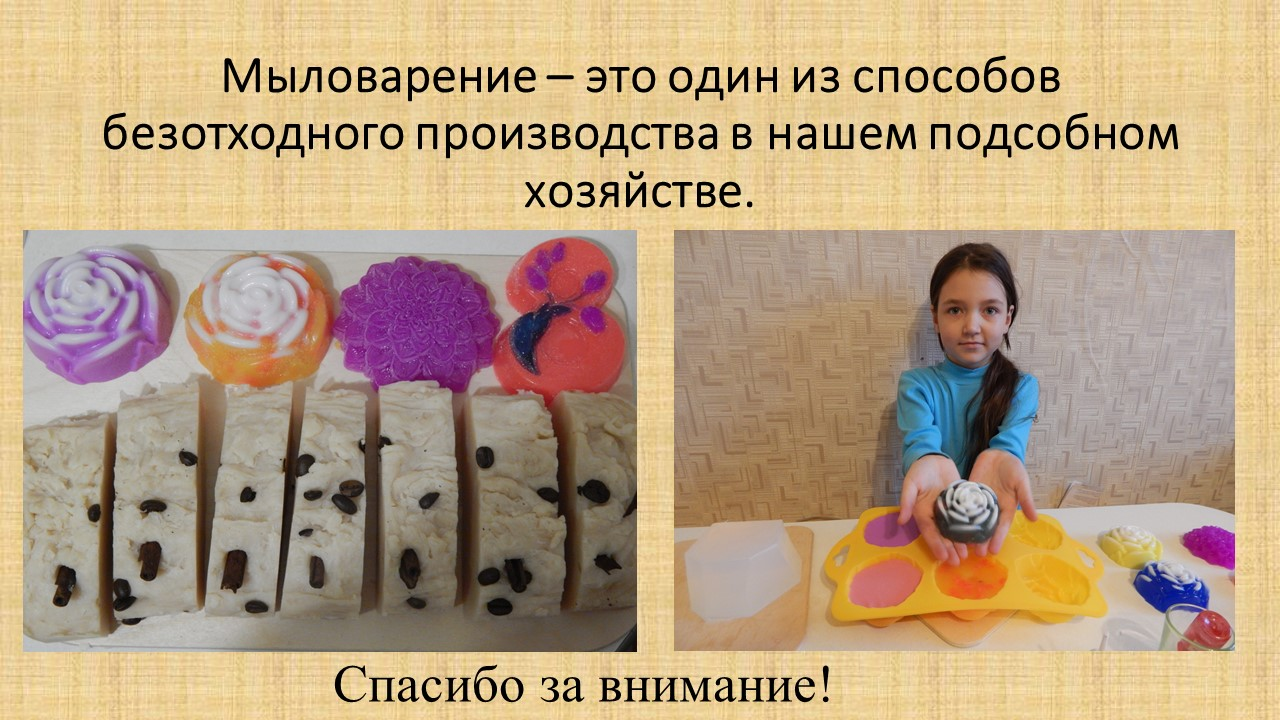 Мыловарение – это один из способов
безотходного производства в нашем подсобном
хозяйстве.
Спасибо за внимание!